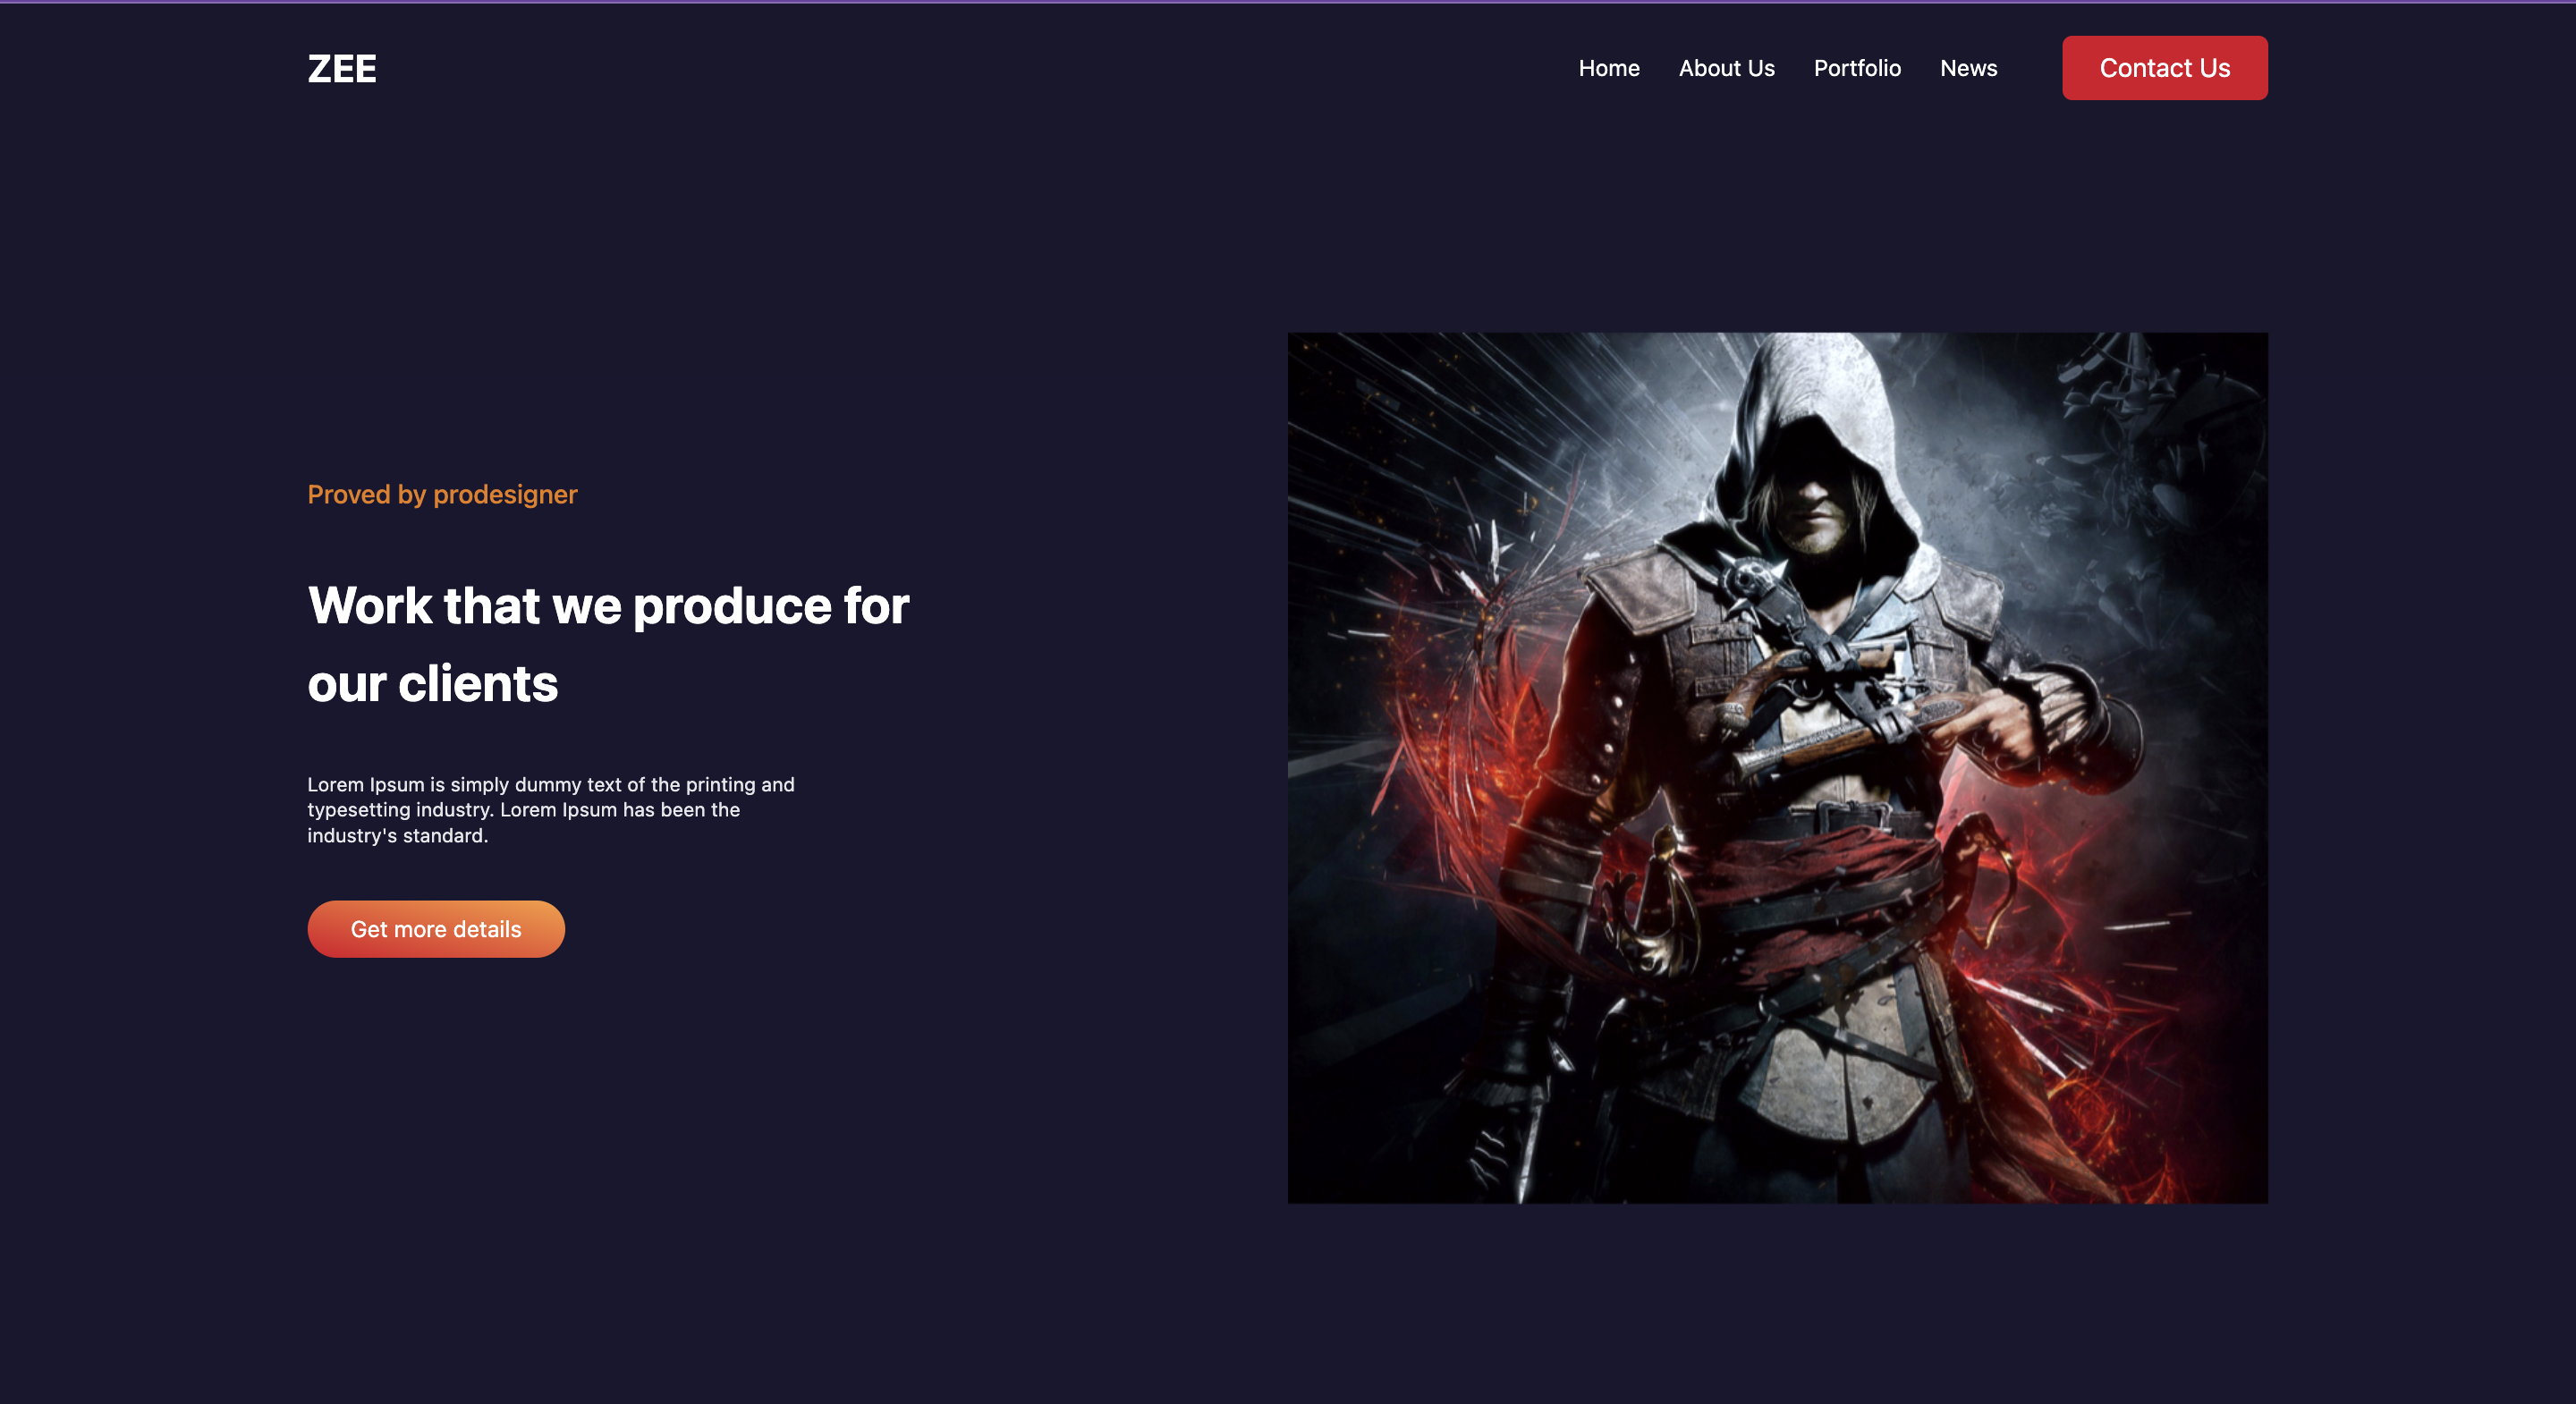 ZEE
Home
About Us
Portfolio
News
Contact Us
Proved by prodesigner
Work that we produce for
our clients
Lorem Ipsum is simply dummy text of the printing and
typesetting industry. Lorem Ipsum has been the
industry's standard.
Get more details